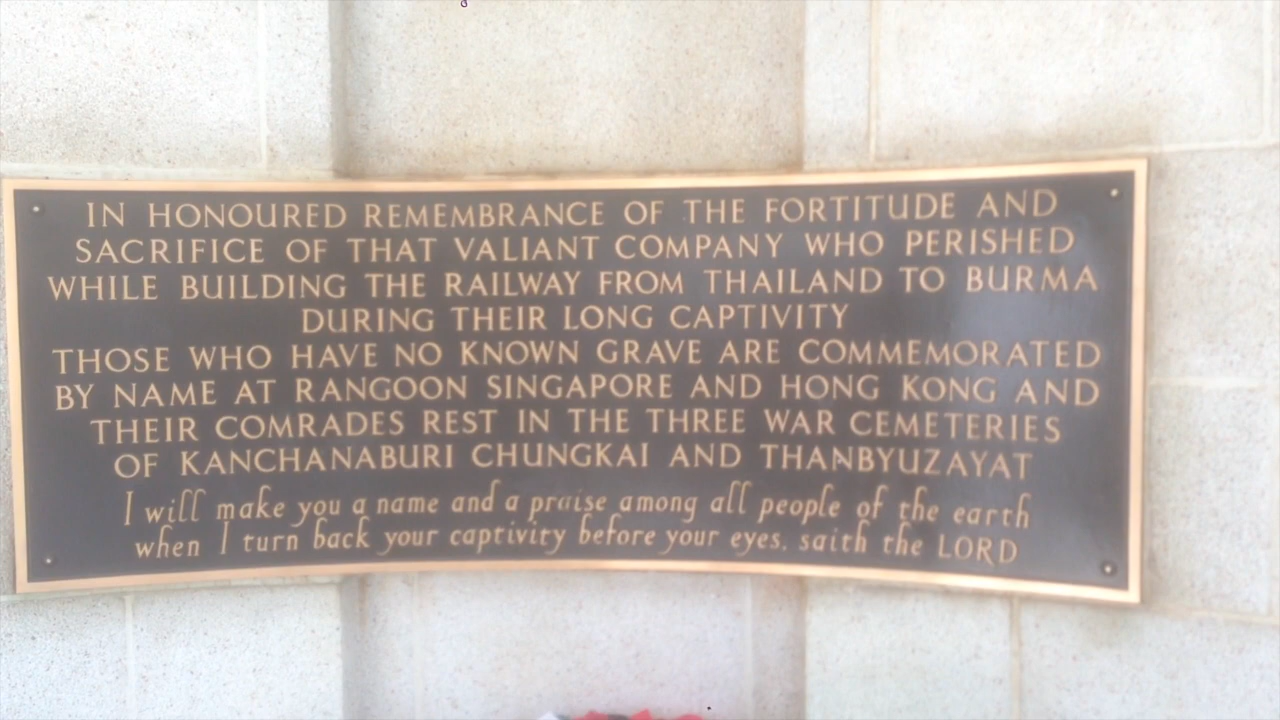 IN HONOURED REMEMBRANCE OF THE FORTITUDE AND
SACRIFICE OF THAT VALIANT COMPANY WHO PERISHED
WHILE BUILDING THE RAILWAY FROM THAILAND TO BURMA
DURING THEIR LONG CAPTIVITY
THOSE WHO HAVE NO KNOWN GRAVE ARE COMMEMORATED
BY NAME AT RANGOON SINGAPORE AND HONG KONG AND
THEIR COMRADES REST IN THE THREE WAR CEMETERIES
OF KANCHANABURI CHUNGKAI AND THANBYUZAYAT
I will make you a name and a praise among all people of the earth
when I turn back your captivity before your eyes. saith the LORD